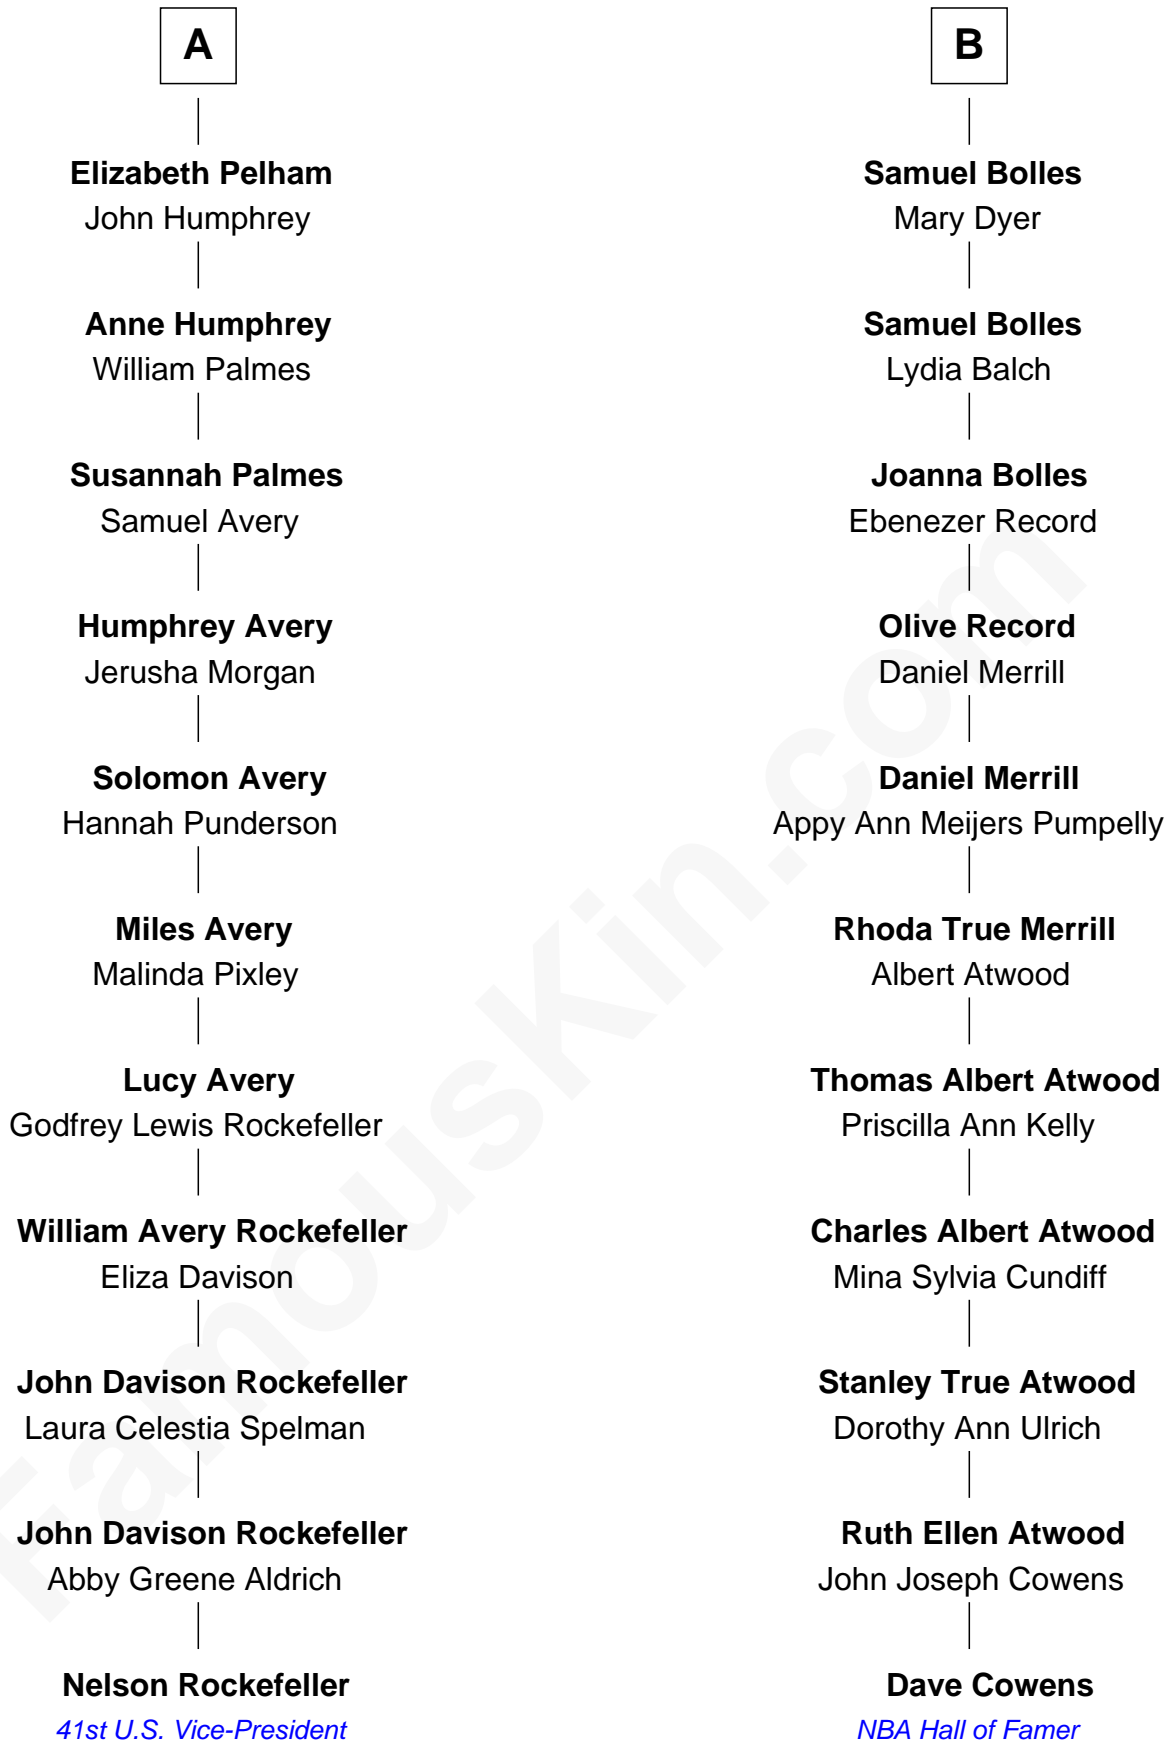 A
Elizabeth Pelham
John Humphrey
Anne Humphrey
William Palmes
Susannah Palmes
Samuel Avery
Humphrey Avery
Jerusha Morgan
Solomon Avery
Hannah Punderson
Miles Avery
Malinda Pixley
Lucy Avery
Godfrey Lewis Rockefeller
William Avery Rockefeller
Eliza Davison
John Davison Rockefeller
Laura Celestia Spelman
John Davison Rockefeller
Abby Greene Aldrich
Nelson Rockefeller
41st U.S. Vice-President
B
Samuel Bolles
Mary Dyer
Samuel Bolles
Lydia Balch
Joanna Bolles
Ebenezer Record
Olive Record
Daniel Merrill
Daniel Merrill
Appy Ann Meijers Pumpelly
Rhoda True Merrill
Albert Atwood
Thomas Albert Atwood
Priscilla Ann Kelly
Charles Albert Atwood
Mina Sylvia Cundiff
Stanley True Atwood
Dorothy Ann Ulrich
Ruth Ellen Atwood
John Joseph Cowens
Dave Cowens
NBA Hall of Famer
FamousKin.com